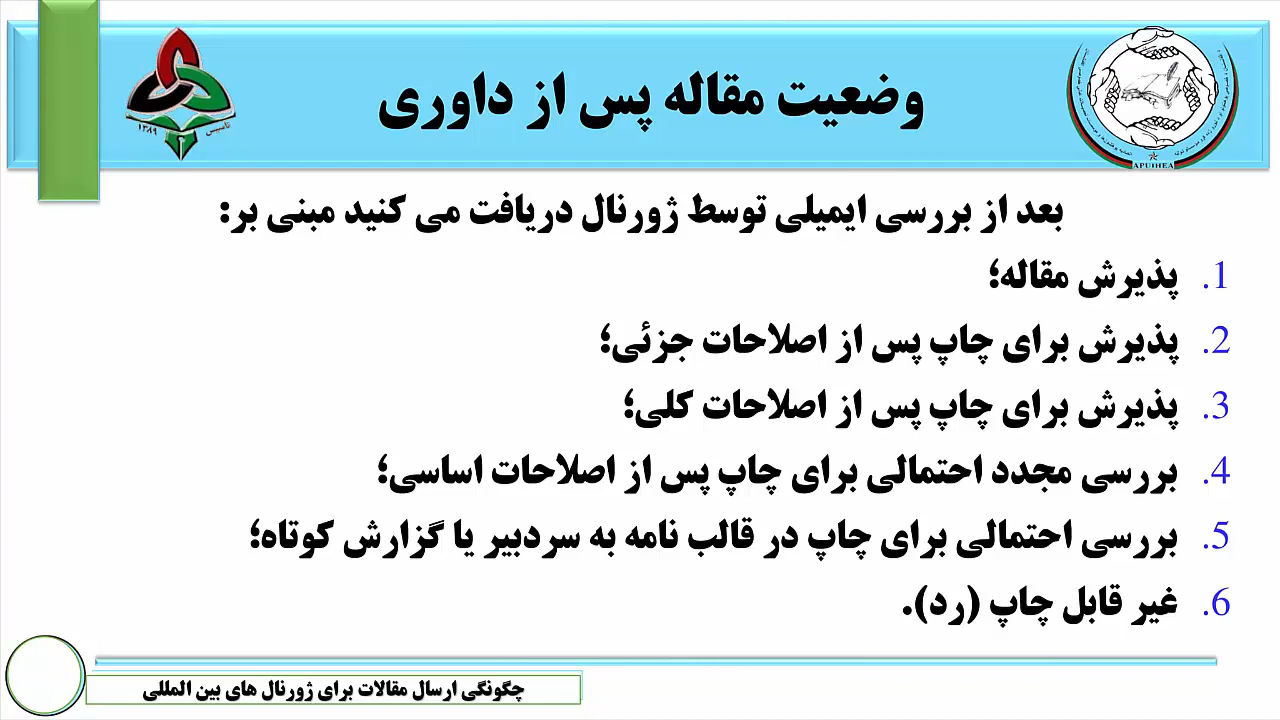 وضعیت مقاله پس از داوری
تاسیس
۱۳۸۹
APUIHEA
بعد از بررسی ایمیلی توسط ژورنال دریافت می کنید مبنی بر:
1. پذیرش مقاله؛
2. پذیرش برای چاپ پس از اصلاحات جزئی؛
3. پذیرش برای چاپ پس از اصلاحات کلی؛
4. بررسی مجدد احتمالی برای چاپ پس از اصلاحات اساسی؛
5. بررسی احتمالی برای چاپ در قالب نامه به سردبیر یا گزارش کوتاه؛
6. غیر قابل چاپ (رد).
چگونگی ارسال مقالات برای ژورنال های بین المللی